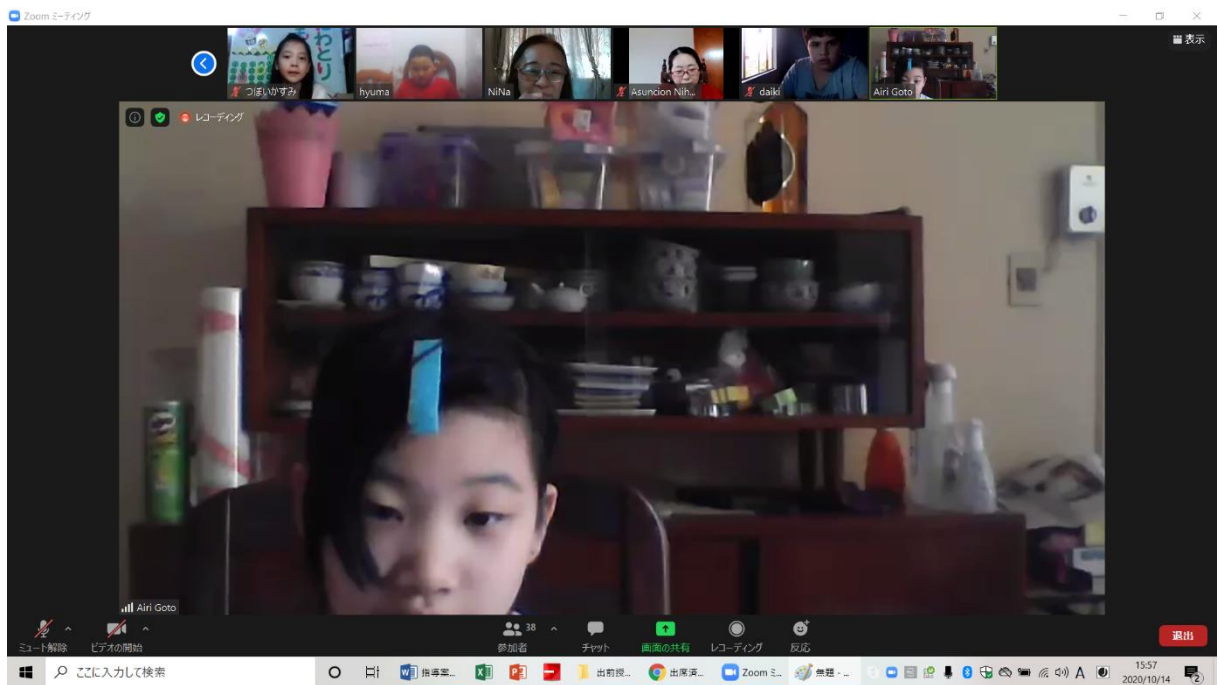 Zoom ミーティング
表示
つぼいかずみ
hyuma
NiNa
Asuncion Nih...
daiki
Airi Goto
レコーディング
Airi Goto
ミュート解除
ビデオの開始
38
参加者
チャット
画面の共有
レコーディング
反応
退出
ここに入力して検索
指導案...
出前授...
出席済...
Zoom ミ...
無題 - ...
A
15:57
2020/10/14
2